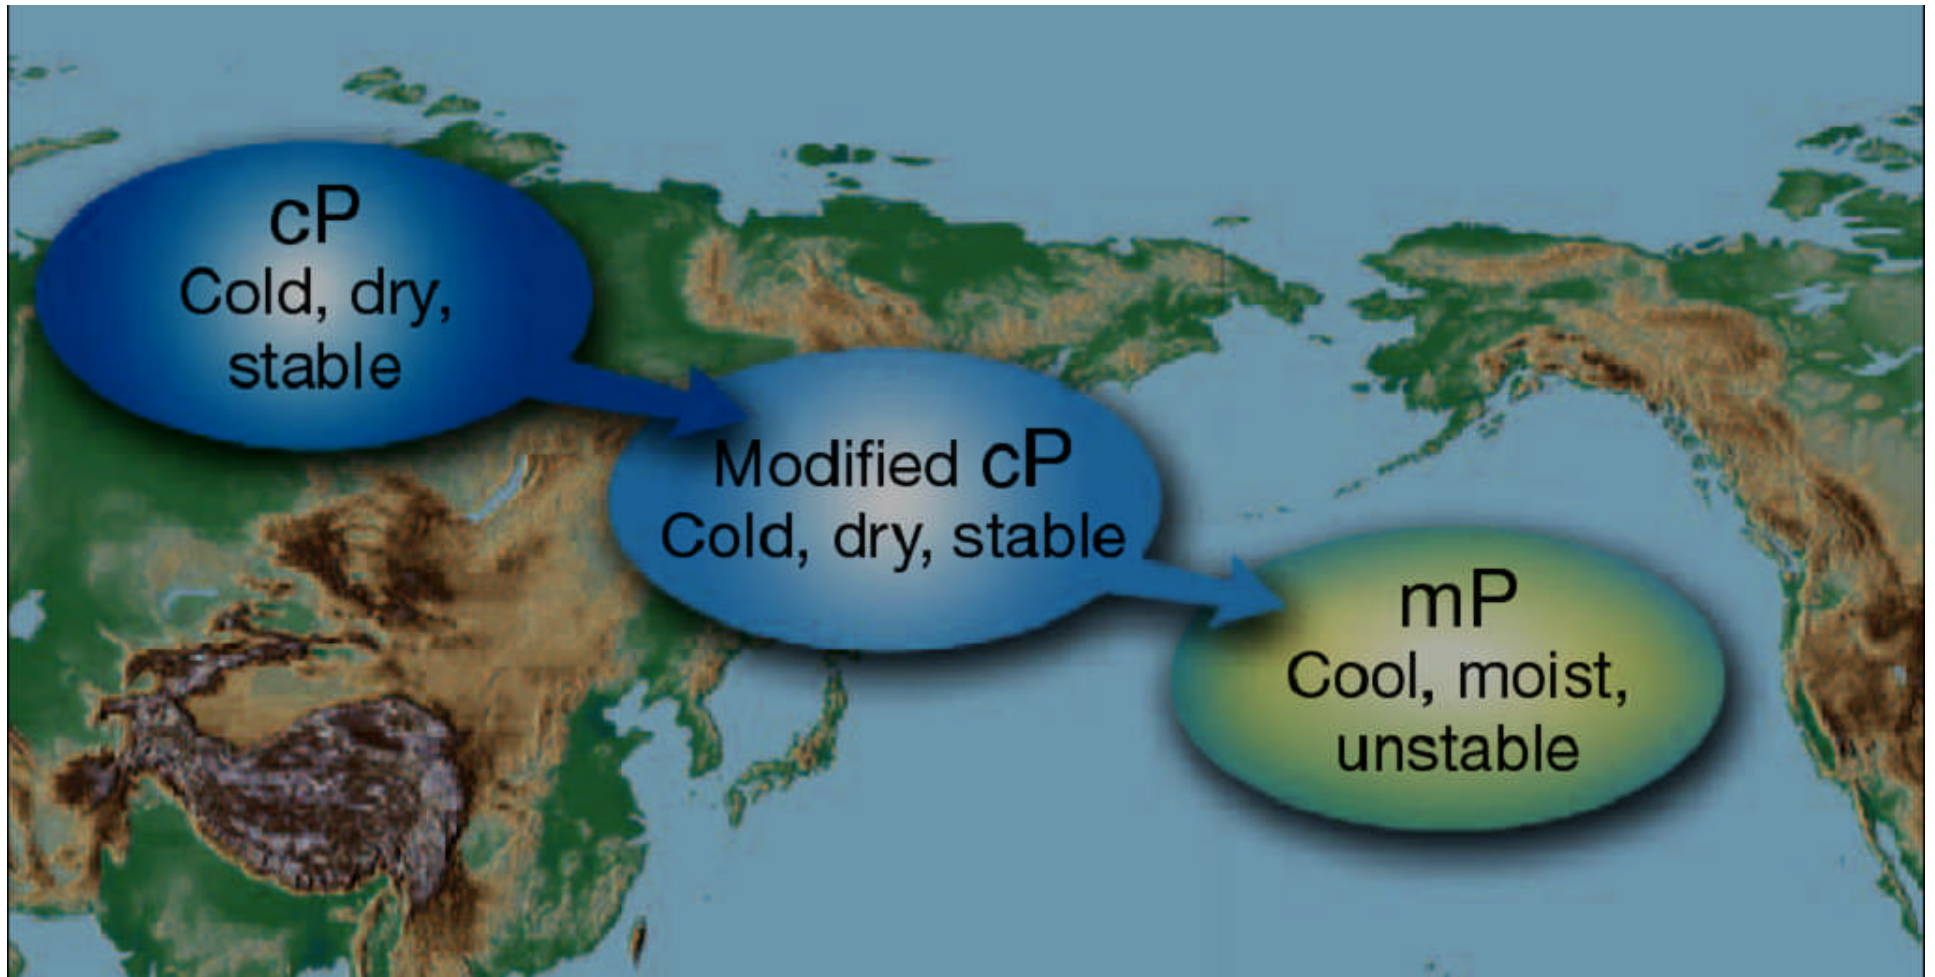 cP
Cold, dry,
stable
Modified cP
Cold, dry, stable
mP
Cool, moist,
unstable